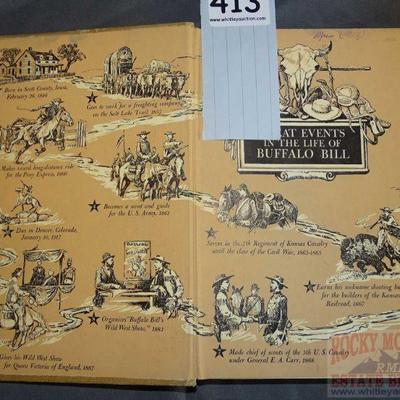 413
www.whitleyauction.com
Born in Scott County, Iowa,
February 26, 1846
Goes to work for a freighting company
on the Salt Lake Trail, 1857
Makes record long-distance ride
for the Pony Express, 1860
Becomes a scout and guide
for the U.S. Army, 1862
Dies in Denver, Colorado,
January 10, 1917
Organizes "Buffalo Bill's
Wild West Show," 1883
Gives his Wild West Show
for Queen Victoria of England, 1887
GREAT EVENTS
IN THE LIFE OF
BUFFALO BILL
Serves in the 7th Regiment of Kansas Cavalry
until the close of the Civil War, 1863-1865
Earns his nickname shooting bu
for the builders of the Kansas
Railroad, 1867
Made chief of scouts of the 5th U.S. Cavalry
under General E. A. Carr, 1868
ROCKY MO
RM
ESTATE B